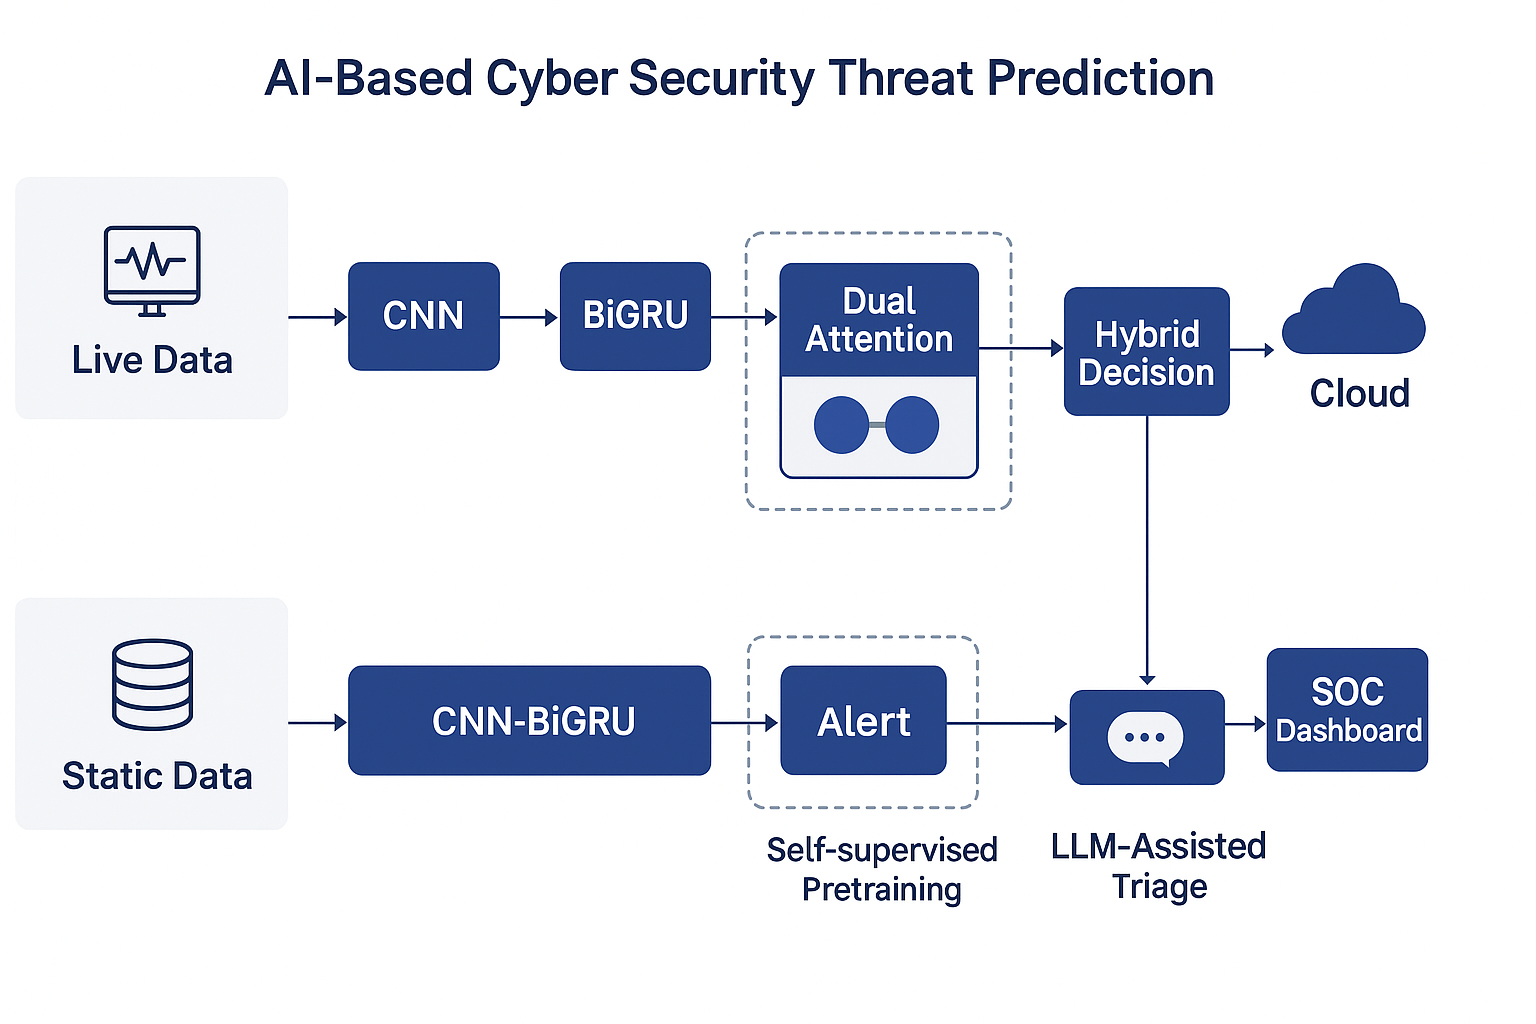 AI-Based Cyber Security Threat Prediction
Live Data
CNN
BiGRU
Dual
Attention
Hybrid
Decision
Cloud
Static Data
CNN-BiGRU
Alert
Self-supervised
Pretraining
LLM-Assisted
Triage
SOC
Dashboard